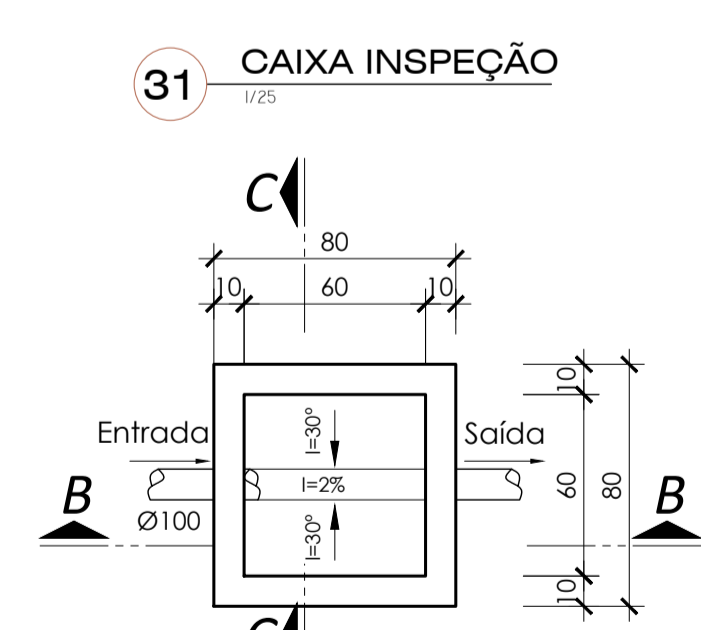 31 CAIXA INSPEÇÃO
1/25
C
80
10 60 10
10
Entrada
I=30°
Saída
60
80
I=2%
B
Ø100
I=30°
B
10
C